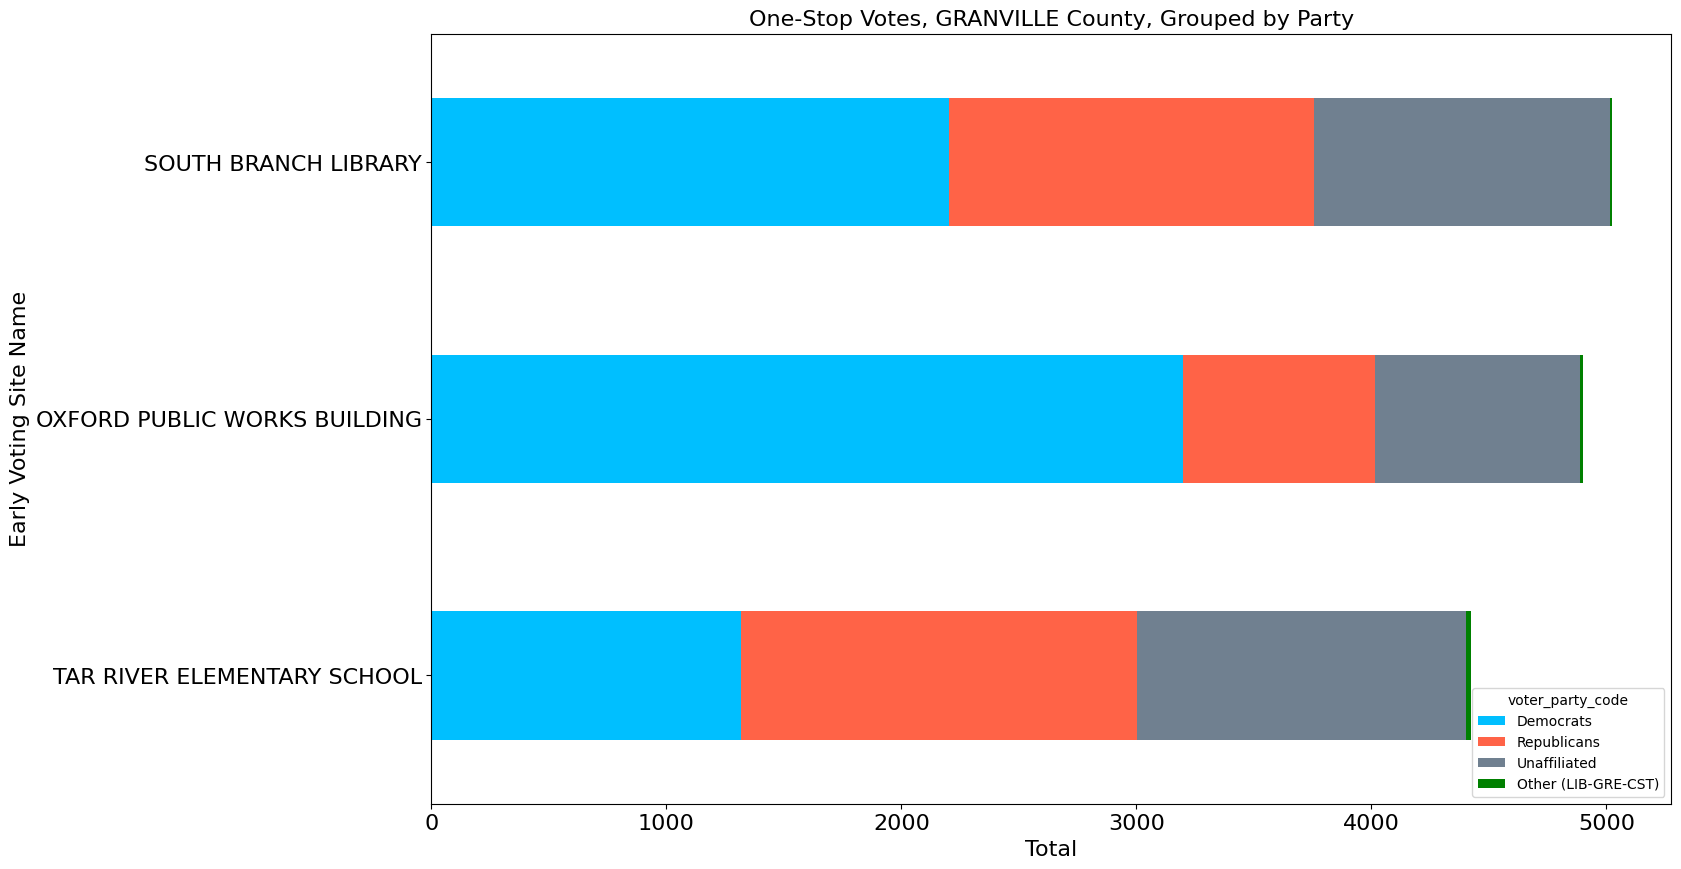 One-Stop Votes, GRANVILLE County, Grouped by Party
Early Voting Site Name
SOUTH BRANCH LIBRARY
OXFORD PUBLIC WORKS BUILDING
TAR RIVER ELEMENTARY SCHOOL
voter_party_code
Democrats
Republicans
Unaffiliated
Other (LIB-GRE-CST)
0 1000 2000 3000 4000 5000
Total